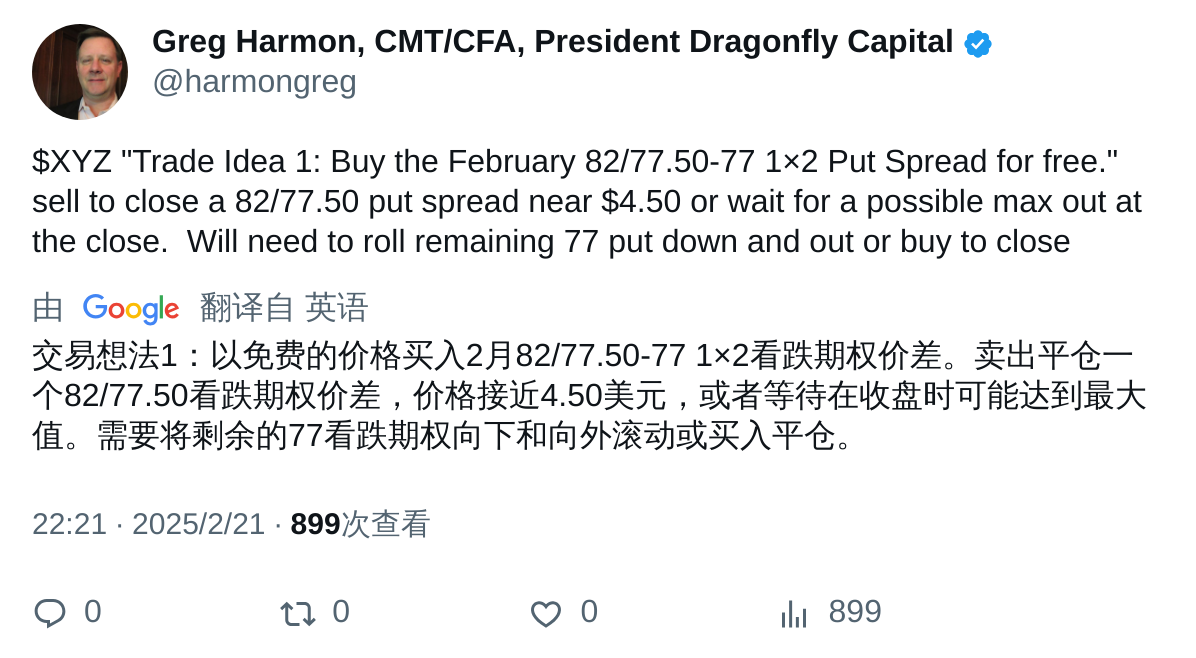 Greg Harmon, CMT/CFA, President Dragonfly Capital
@harmongreg
$XYZ "Trade Idea 1: Buy the February 82/77.50-77 1×2 Put Spread for free."
sell to close a 82/77.50 put spread near $4.50 or wait for a possible max out at
the close.  Will need to roll remaining 77 put down and out or buy to close
由 Google 翻译自 英语
交易想法1：以免费的价格买入2月82/77.50-77 1×2看跌期权价差。卖出平仓一
个82/77.50看跌期权价差，价格接近4.50美元，或者等待在收盘时可能达到最大
值。需要将剩余的77看跌期权向下和向外滚动或买入平仓。
22:21 · 2025/2/21 · 899次查看
0 0 0 899